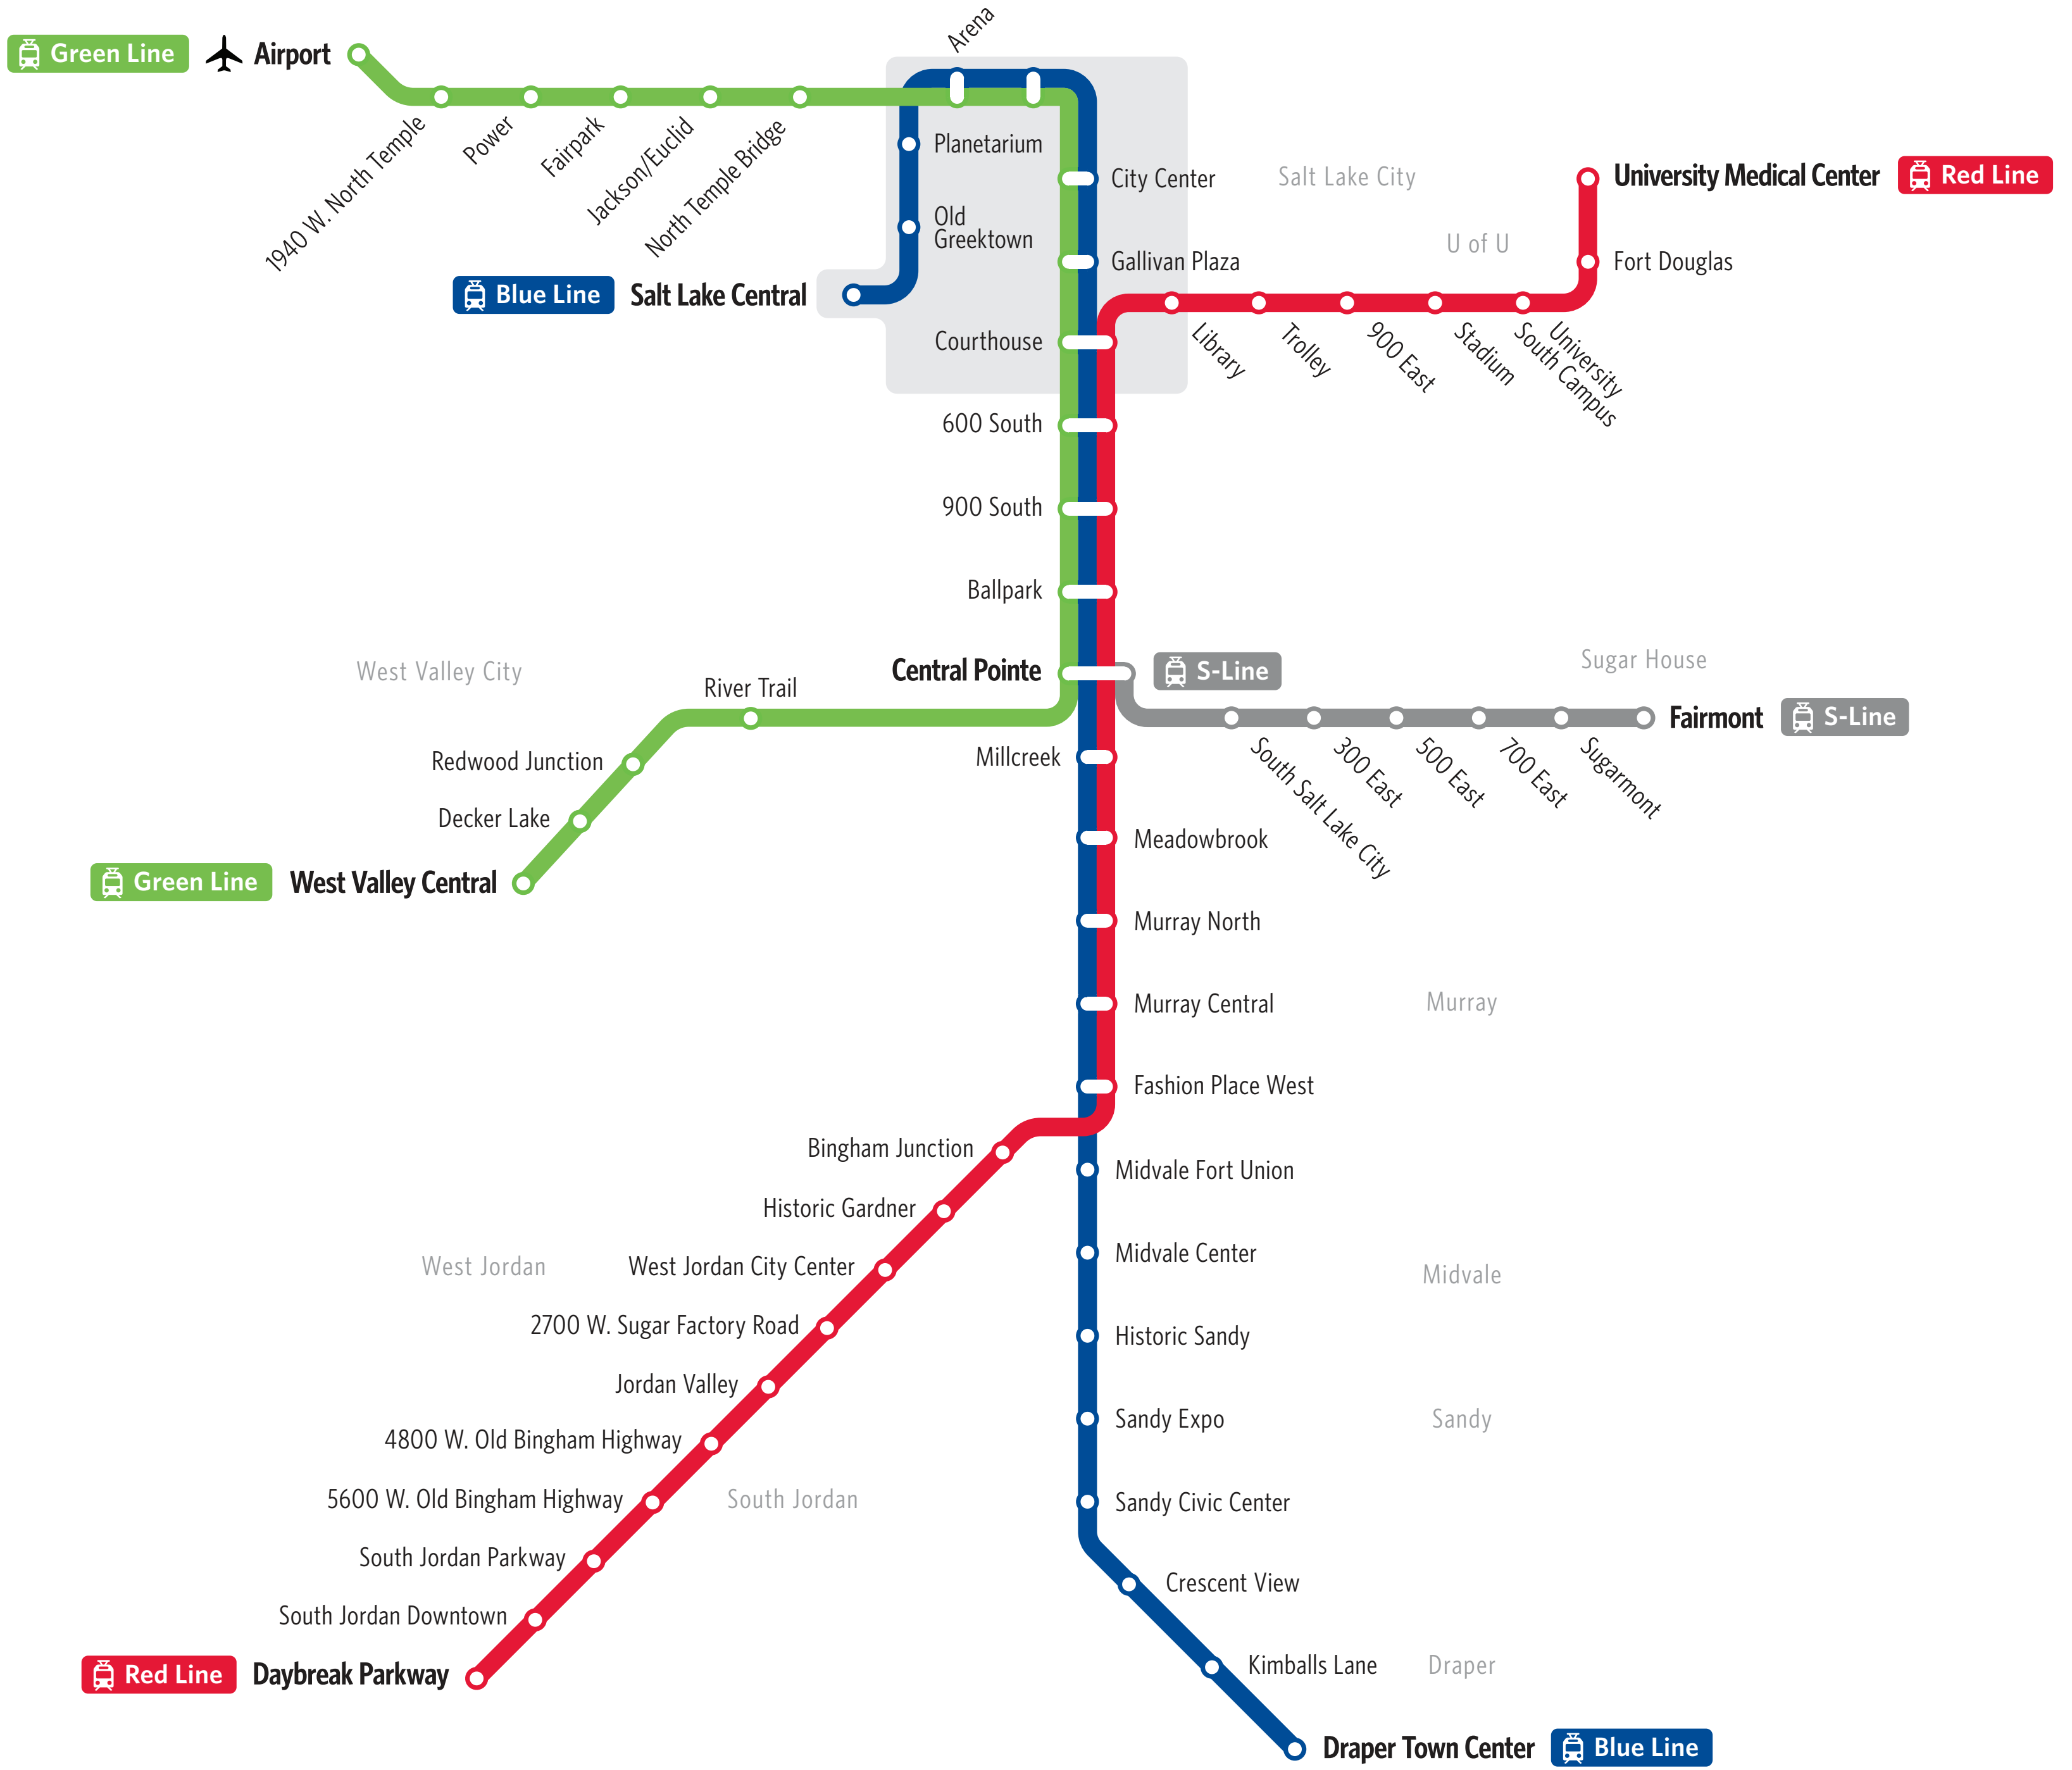 Arena
Green Line
Airport
1940 W. North Temple
Power
Fairpark
Jackson/Euclid
North Temple Bridge
Planetarium
Old
Greektown
Blue Line
Salt Lake Central
City Center
Salt Lake City
Gallivan Plaza
U of U
University Medical Center
Red Line
Fort Douglas
Courthouse
Library
Trolley
900 East
Stadium
University
South Campus
600 South
900 South
Ballpark
Central Pointe
S-Line
Sugar House
West Valley City
River Trail
Fairmont
S-Line
Redwood Junction
Millcreek
South Salt Lake City
300 East
500 East
700 East
Sugarmont
Decker Lake
Meadowbrook
Green Line
West Valley Central
Murray North
Murray Central
Murray
Fashion Place West
Bingham Junction
Midvale Fort Union
Historic Gardner
Midvale Center
West Jordan
West Jordan City Center
Midvale
2700 W. Sugar Factory Road
Historic Sandy
Jordan Valley
Sandy Expo
Sandy
4800 W. Old Bingham Highway
5600 W. Old Bingham Highway
South Jordan
Sandy Civic Center
South Jordan Parkway
Crescent View
South Jordan Downtown
Red Line
Daybreak Parkway
Kimballs Lane
Draper
Draper Town Center
Blue Line